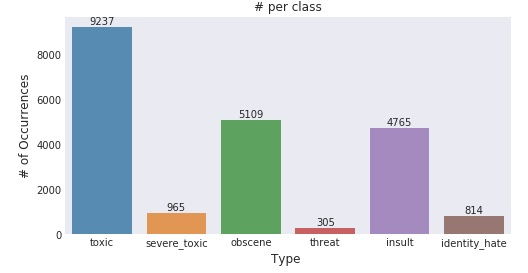 # per class
9237
8000
6000
5109
4765
4000
2000
965
814
305
0
# of Occurrences
toxic severe_toxic obscene threat insult identity_hate
Type